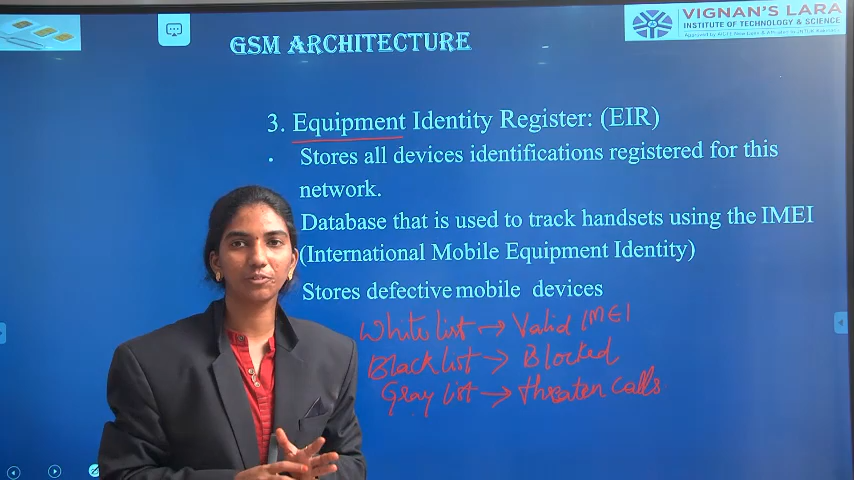 GSM ARCHITECTURE
VIGNAN'S LARA
INSTITUTE OF TECHNOLOGY & SCIENCE
3. Equipment Identity Register: (EIR)
• Stores all devices identifications registered for this
network.
Database that is used to track handsets using the IMEI
(International Mobile Equipment Identity)
Stores defective mobile devices
White list → Valid IMEI
Black list → Blocked
Gray list → threaten calls